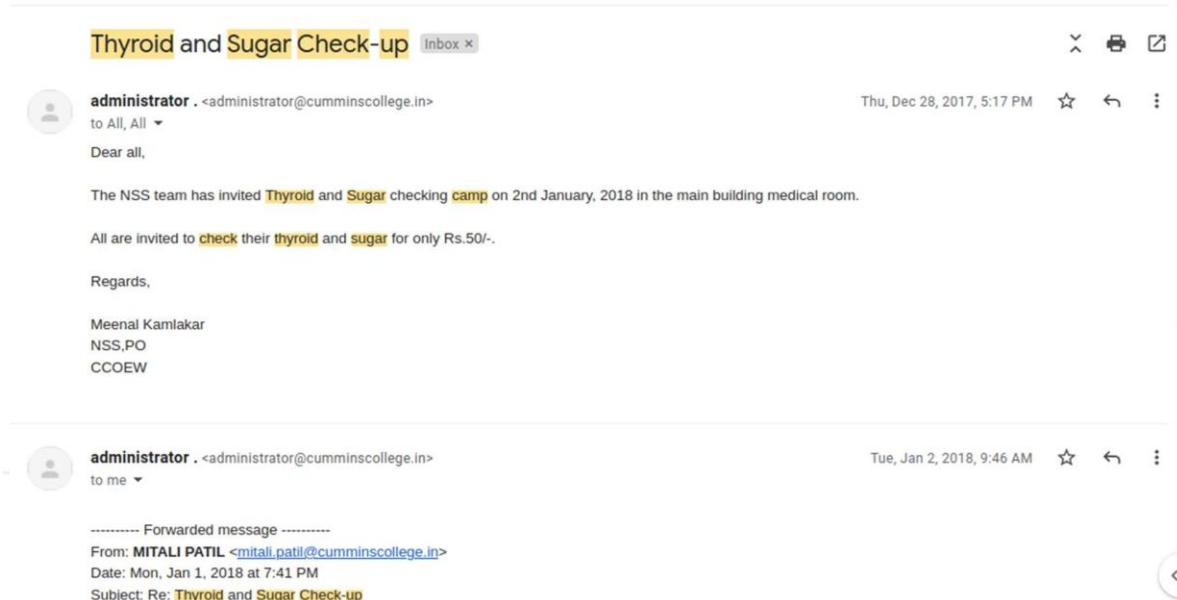 Thyroid and Sugar Check-up Inbox ×
administrator . <administrator@cumminscollege.in> Thu, Dec 28, 2017, 5:17 PM
to All, All
Dear all,
The NSS team has invited Thyroid and Sugar checking camp on 2nd January, 2018 in the main building medical room.
All are invited to check their thyroid and sugar for only Rs.50/-.
Regards,
Meenal Kamlakar
NSS,PO
CCOEW
administrator . <administrator@cumminscollege.in> Tue, Jan 2, 2018, 9:46 AM
to me
---------- Forwarded message ----------
From: MITALI PATIL <mitali.patil@cumminscollege.in>
Date: Mon, Jan 1, 2018 at 7:41 PM
Subject: Re: Thyroid and Sugar Check-up